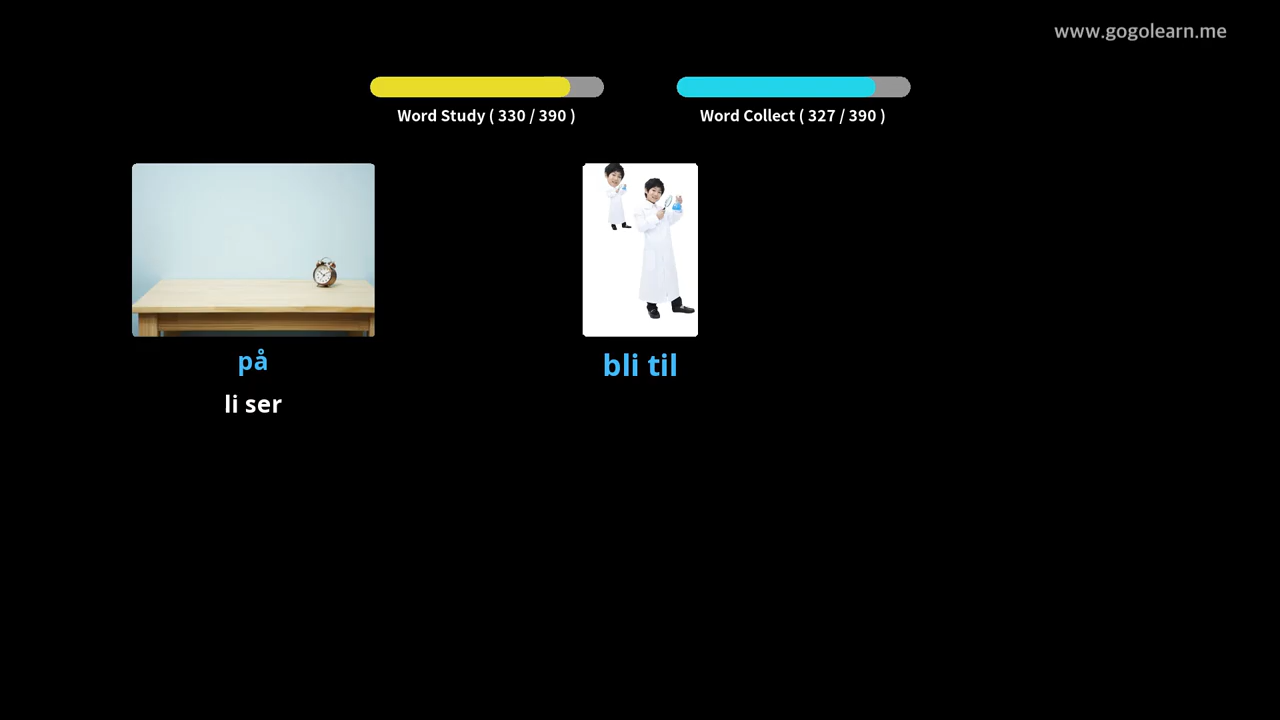 www.gogolearn.me
Word Study ( 330 / 390 )
Word Collect ( 327 / 390 )
på
li ser
bli til